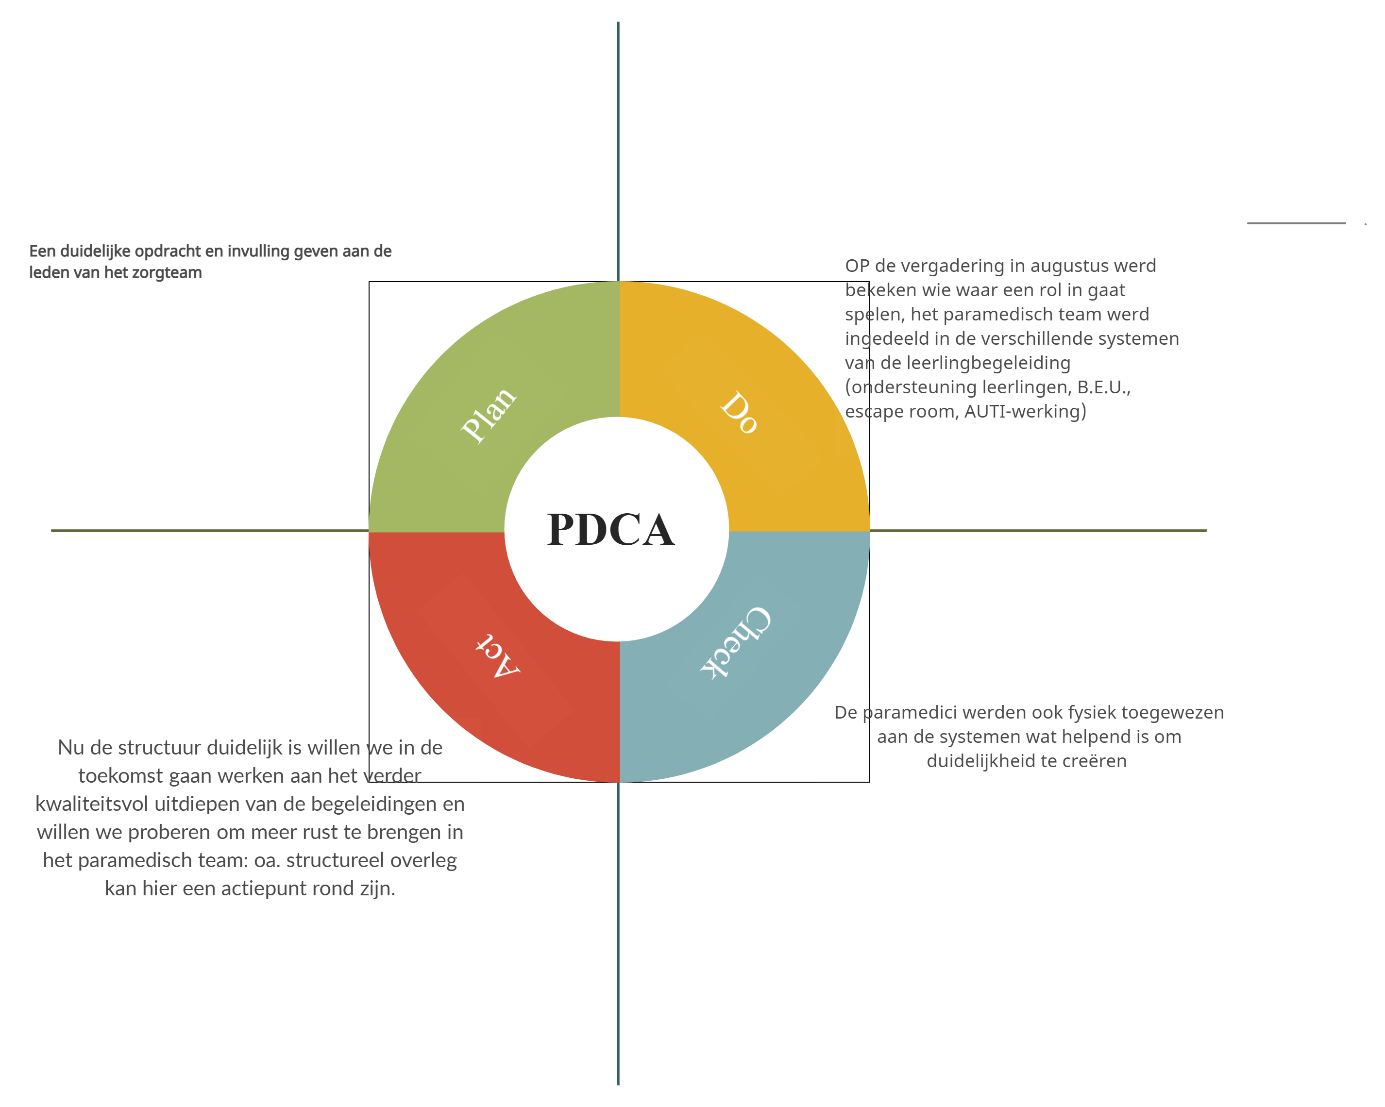 Een duidelijke opdracht en invulling geven aan de
leden van het zorgteam
OP de vergadering in augustus werd
bekeken wie waar een rol in gaat
spelen, het paramedisch team werd
ingedeeld in de verschillende systemen
van de leerlingbegeleiding
(ondersteuning leerlingen, B.E.U.,
escape room, AUTI-werking)
Plan
Do
PDCA
Act
Check
De paramedici werden ook fysiek toegewezen
aan de systemen wat helpend is om
duidelijkheid te creëren
Nu de structuur duidelijk is willen we in de
toekomst gaan werken aan het verder
kwaliteitsvol uitdiepen van de begeleidingen en
willen we proberen om meer rust te brengen in
het paramedisch team: oa. structureel overleg
kan hier een actiepunt rond zijn.